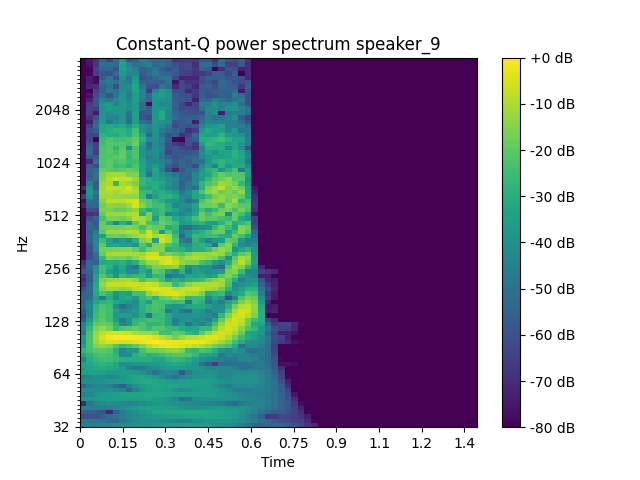 Constant-Q power spectrum speaker_9
Hz
2048
1024
512
256
128
64
32
0 0.15 0.3 0.45 0.6 0.75 0.9 1.1 1.2 1.4
Time
+0 dB
-10 dB
-20 dB
-30 dB
-40 dB
-50 dB
-60 dB
-70 dB
-80 dB